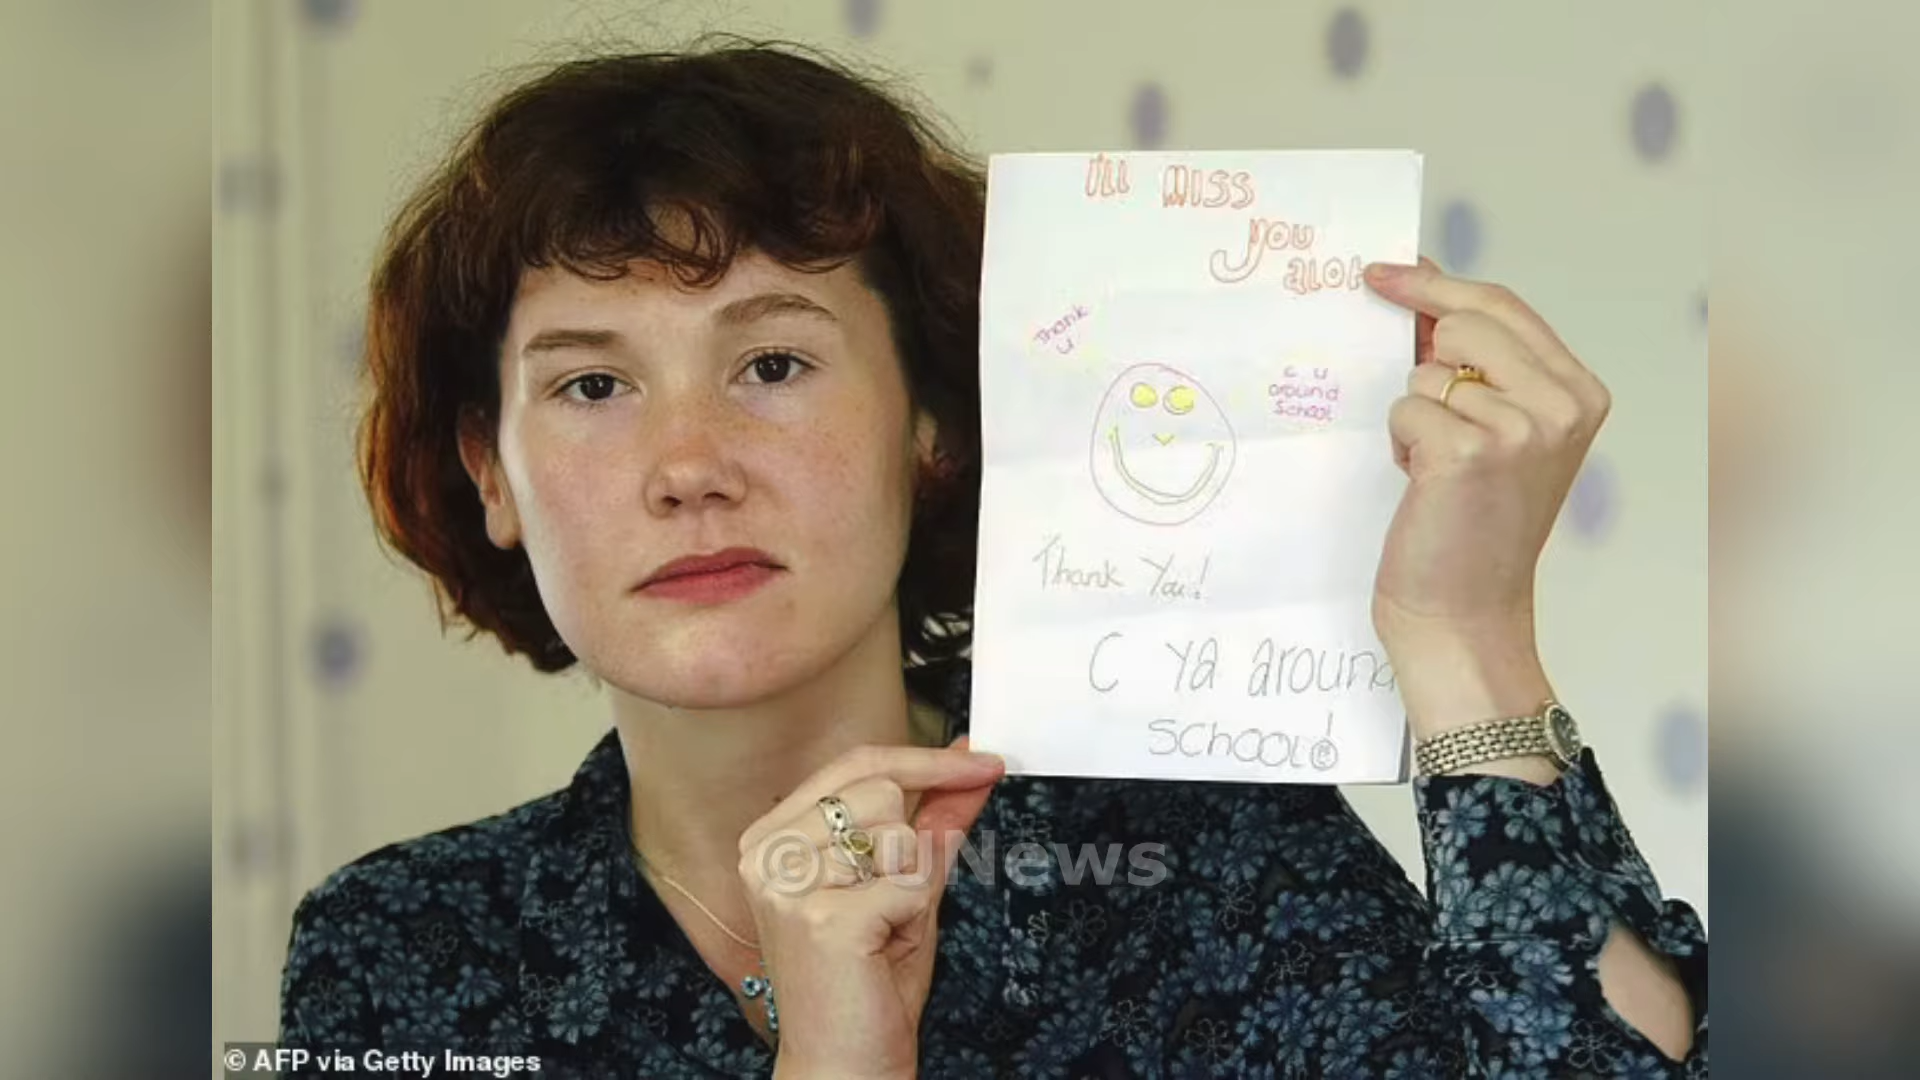 I'll MISS
you
alot
Thank
U
C U
around
School
Thank You!
C Ya around
School!
©SUNews
© AFP via Getty Images